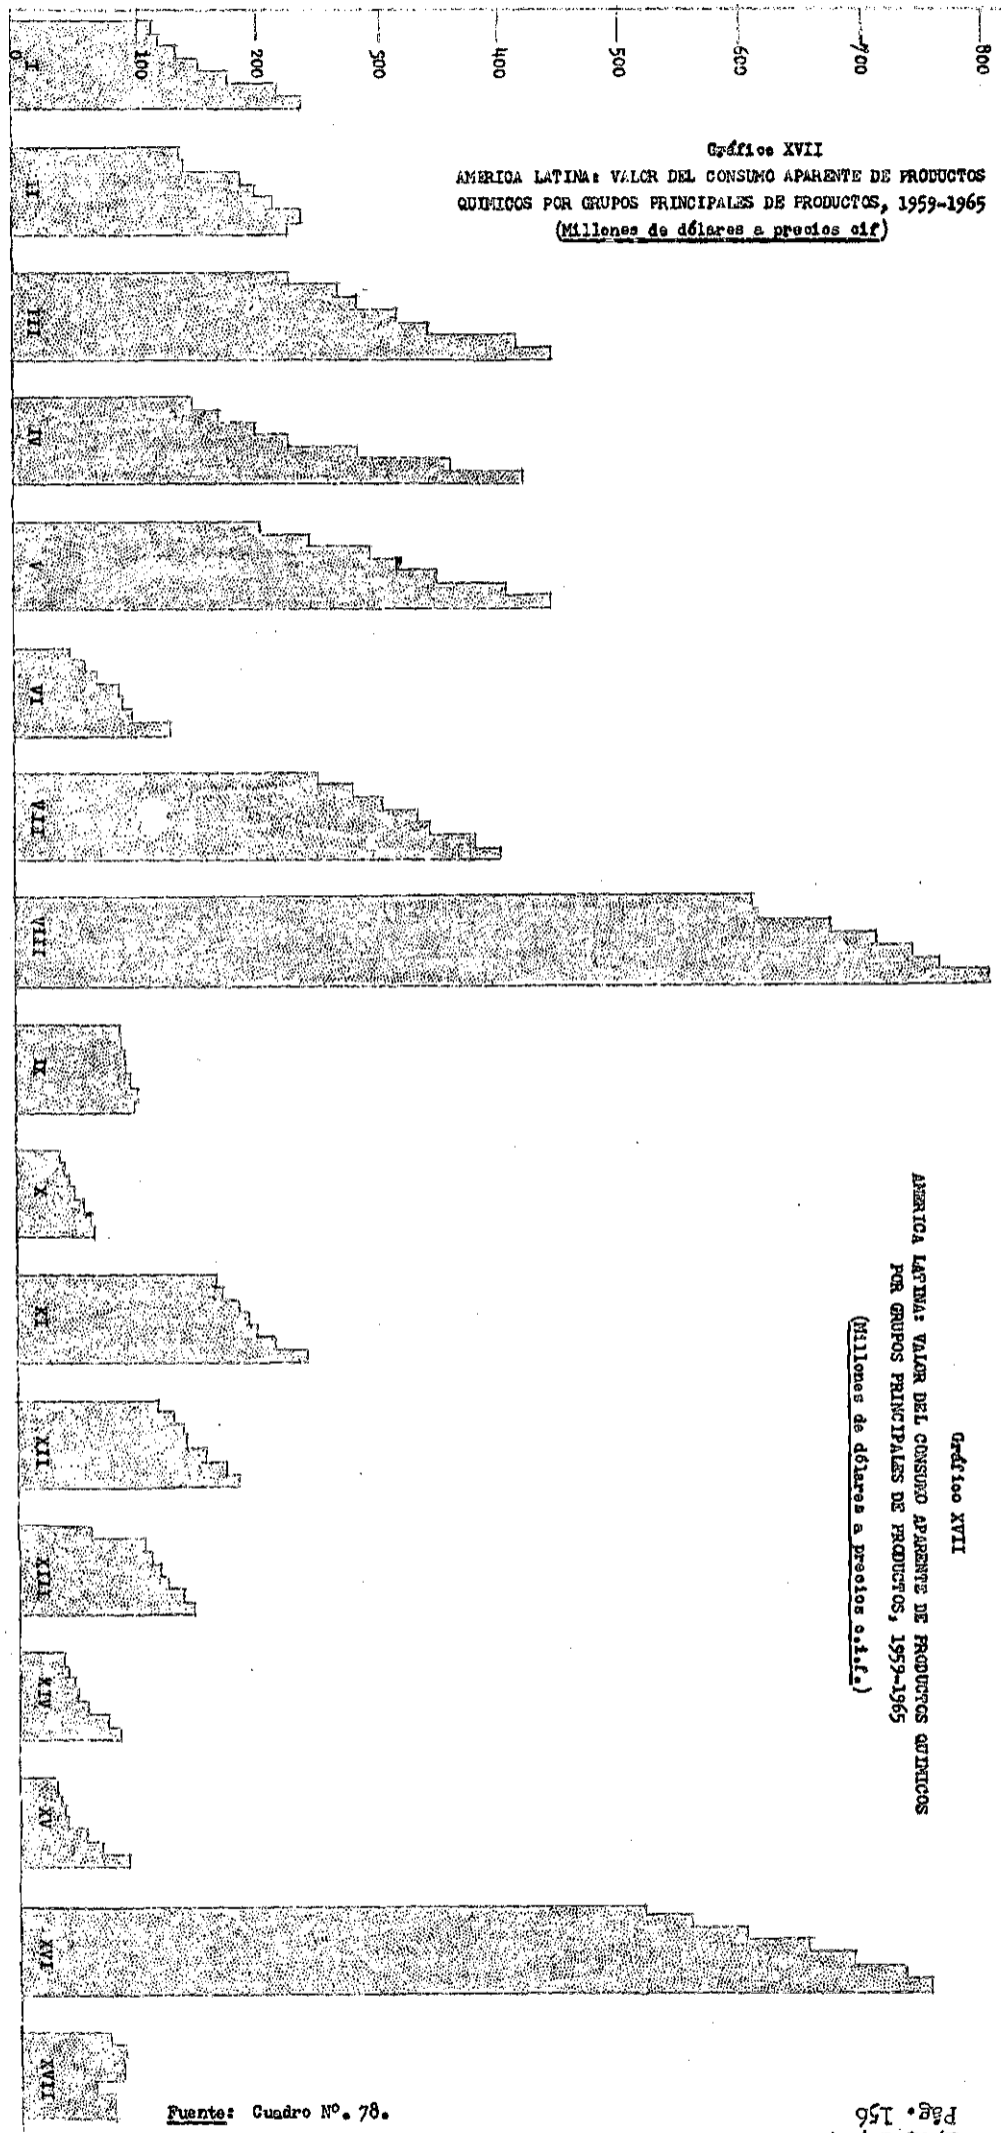 0
100
200
500
400
500
600
700
800
Gráfico XVII
AMERICA LATINA: VALOR DEL CONSUMO APARENTE DE PRODUCTOS
QUIMICOS POR GRUPOS PRINCIPALES DE PRODUCTOS, 1959-1965
(Millones de dólares a precios cif)
I
II
III
IV
V
VI
VII
VIII
IX
X
XI
XII
XIII
XIV
XV
XVI
XVII
Gráfico XVII
AMERICA LATINA: VALOR DEL CONSUMO APARENTE DE PRODUCTOS QUIMICOS
POR GRUPOS PRINCIPALES DE PRODUCTOS, 1959-1965
(Millones de dólares a precios c.i.f.)
Fuente: Cuadro Nº. 78.
Pág. 156